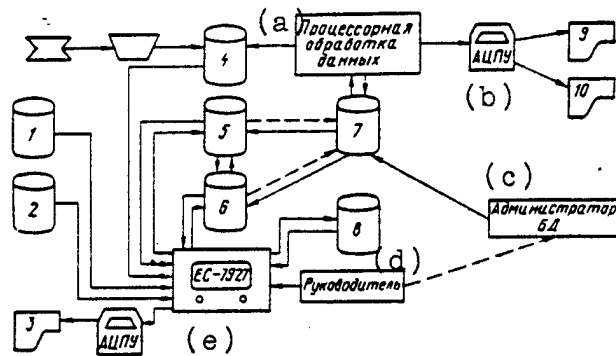 (a)
Процессорная
обработка
данных
4
АЦПУ
9
10
(b)
1
5
7
2
6
(c)
Администратор
БД
8
(d)
ЕС-7927
Руководитель
3
АЦПУ
(e)